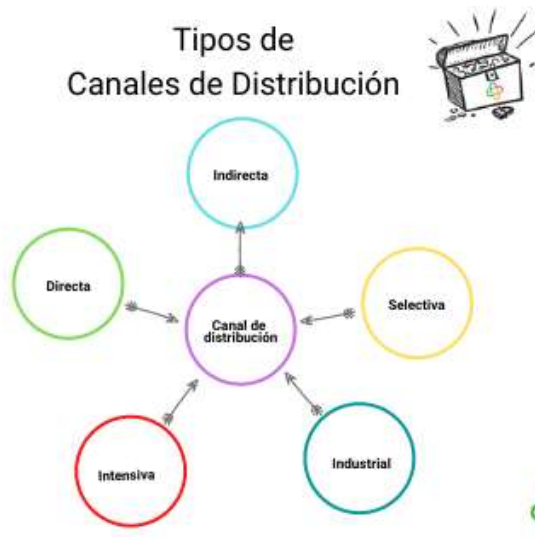 Tipos de
Canales de Distribución
Indirecta
Directa
Selectiva
Canal de
distribución
Intensiva
Industrial